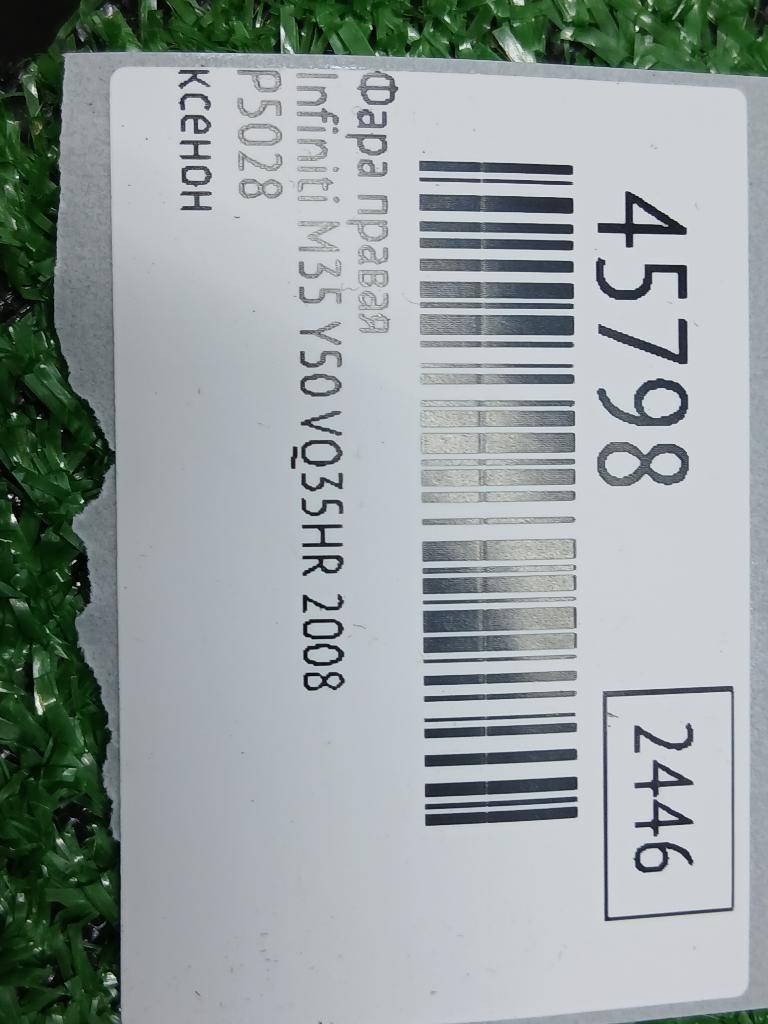 45798
2446
Фара правая
Infiniti M35 Y50 VQ35HR 2008
P5028
ксенон